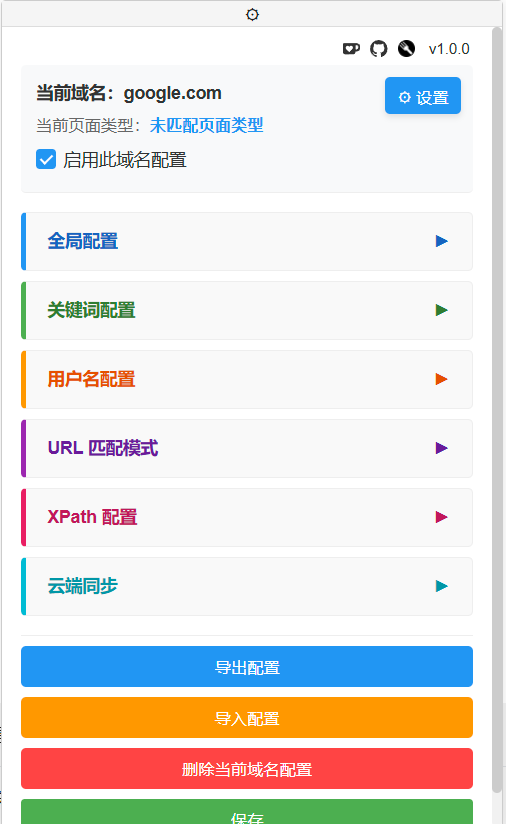 v1.0.0
当前域名：google.com
设置
当前页面类型：未匹配页面类型
启用此域名配置
全局配置
关键词配置
用户名配置
URL 匹配模式
XPath 配置
云端同步
导出配置
导入配置
删除当前域名配置
保存